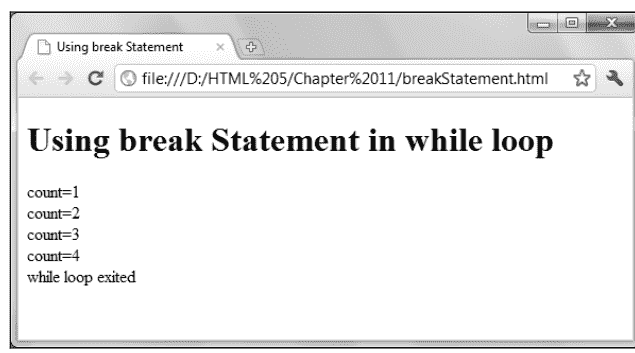 Using break Statement
file:///D:/HTML%205/Chapter%2011/breakStatement.html
Using break Statement in while loop
count=1
count=2
count=3
count=4
while loop exited